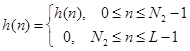 h(n) = { h(n),  0 ≤ n ≤ N₂ − 1
0,  N₂ ≤ n ≤ L − 1